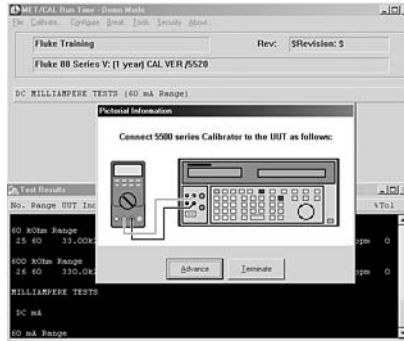 MET/CAL Run Time - Demo Mode
File Calibrate... Configure Break. Tools Security About..
Fluke Training Rev: $Revision: $
Fluke 80 Series V: (1 year) CAL VER /5520
DC MILLIAMPERE TESTS (60 mA Range)
Pictorial Information
Connect 5500 series Calibrator to the UUT as follows:
Advance Terminate
Test Results
No. Range UUT Ind %Tol
60 kOhm Range
25 60 33.00k ppm 0
600 kOhm Range
26 60 330.0k ppm 0
MILLIAMPERE TESTS
DC mA
60 mA Range